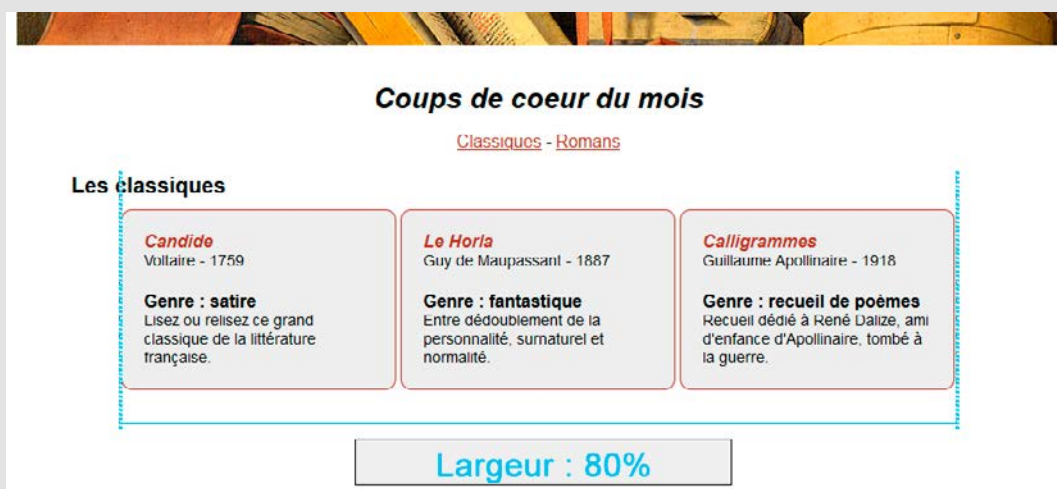 Coups de coeur du mois
Classiques - Romans
Les classiques
Candide
Voltaire - 1759
Genre : satire
Lisez ou relisez ce grand
classique de la littérature
française.
Le Horla
Guy de Maupassant - 1887
Genre : fantastique
Entre dédoublement de la
personnalité, surnaturel et
normalité.
Calligrammes
Guillaume Apollinaire - 1918
Genre : recueil de poèmes
Recueil dédié à René Dalize, ami
d'enfance d'Apollinaire, tombé à
la guerre.
Largeur : 80%